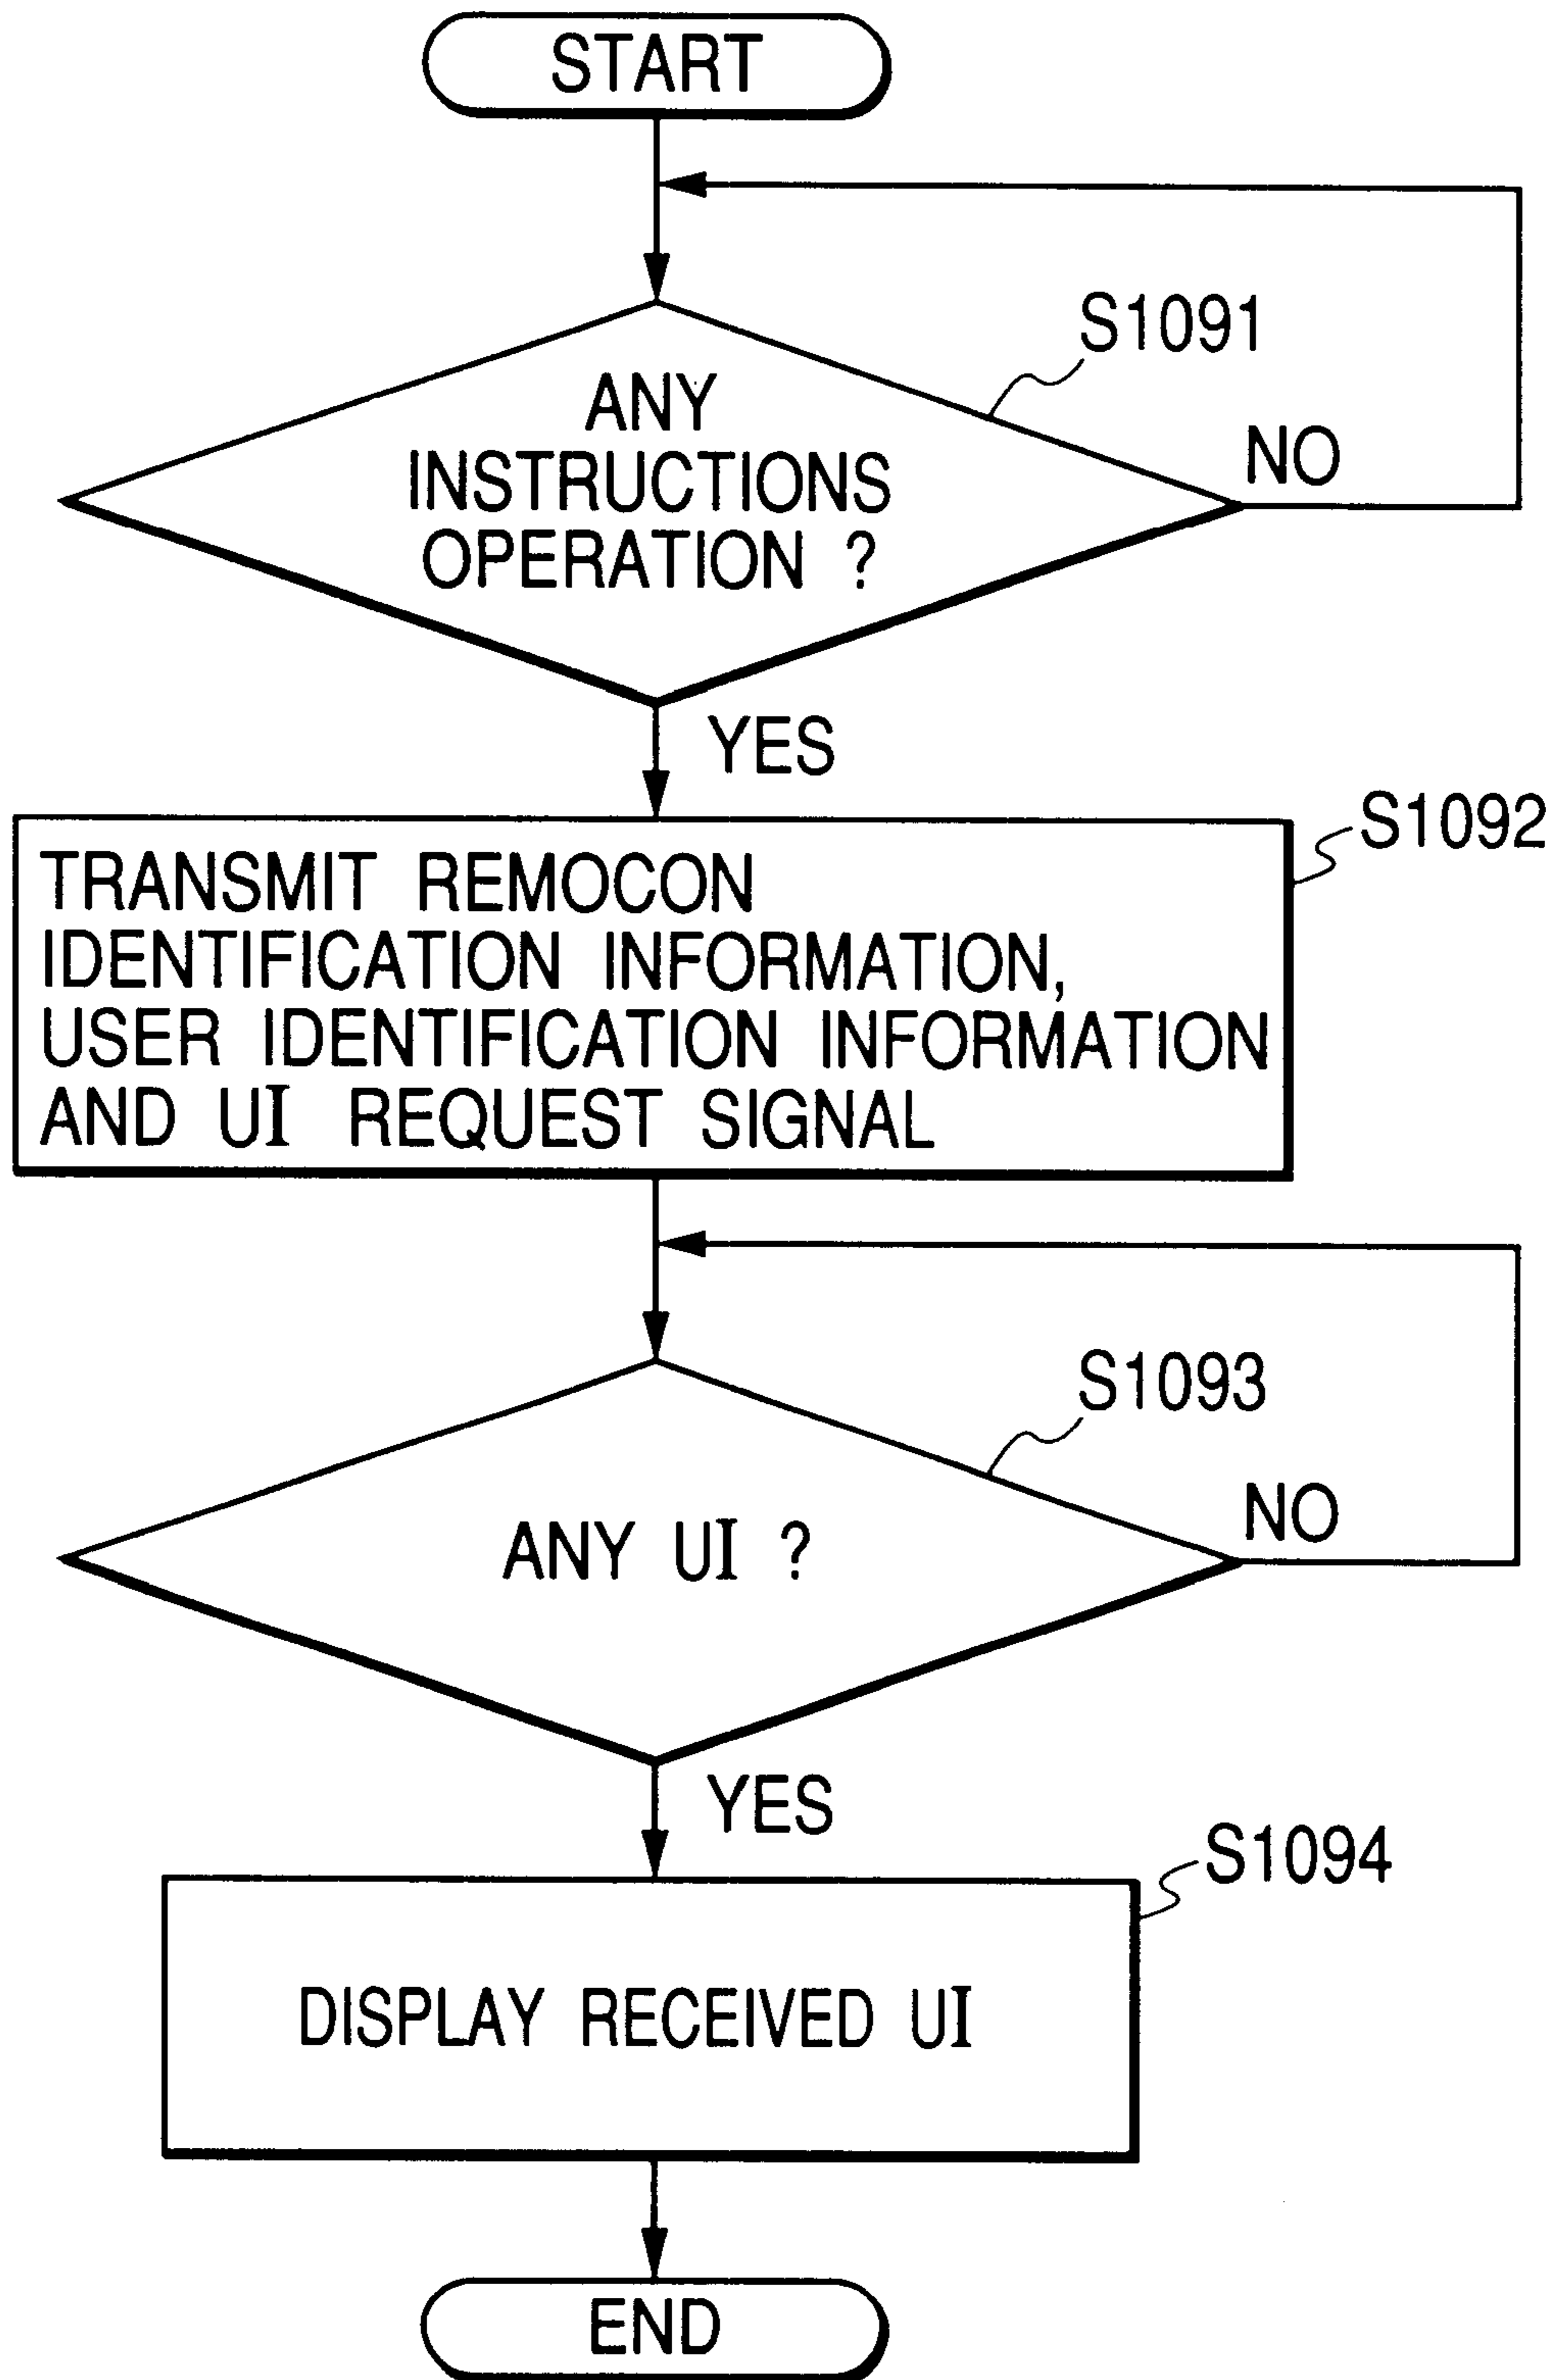 START
S1091
ANY
INSTRUCTIONS
OPERATION ?
NO
YES
S1092
TRANSMIT REMOCON
IDENTIFICATION INFORMATION,
USER IDENTIFICATION INFORMATION
AND UI REQUEST SIGNAL
S1093
ANY UI ?
NO
YES
S1094
DISPLAY RECEIVED UI
END